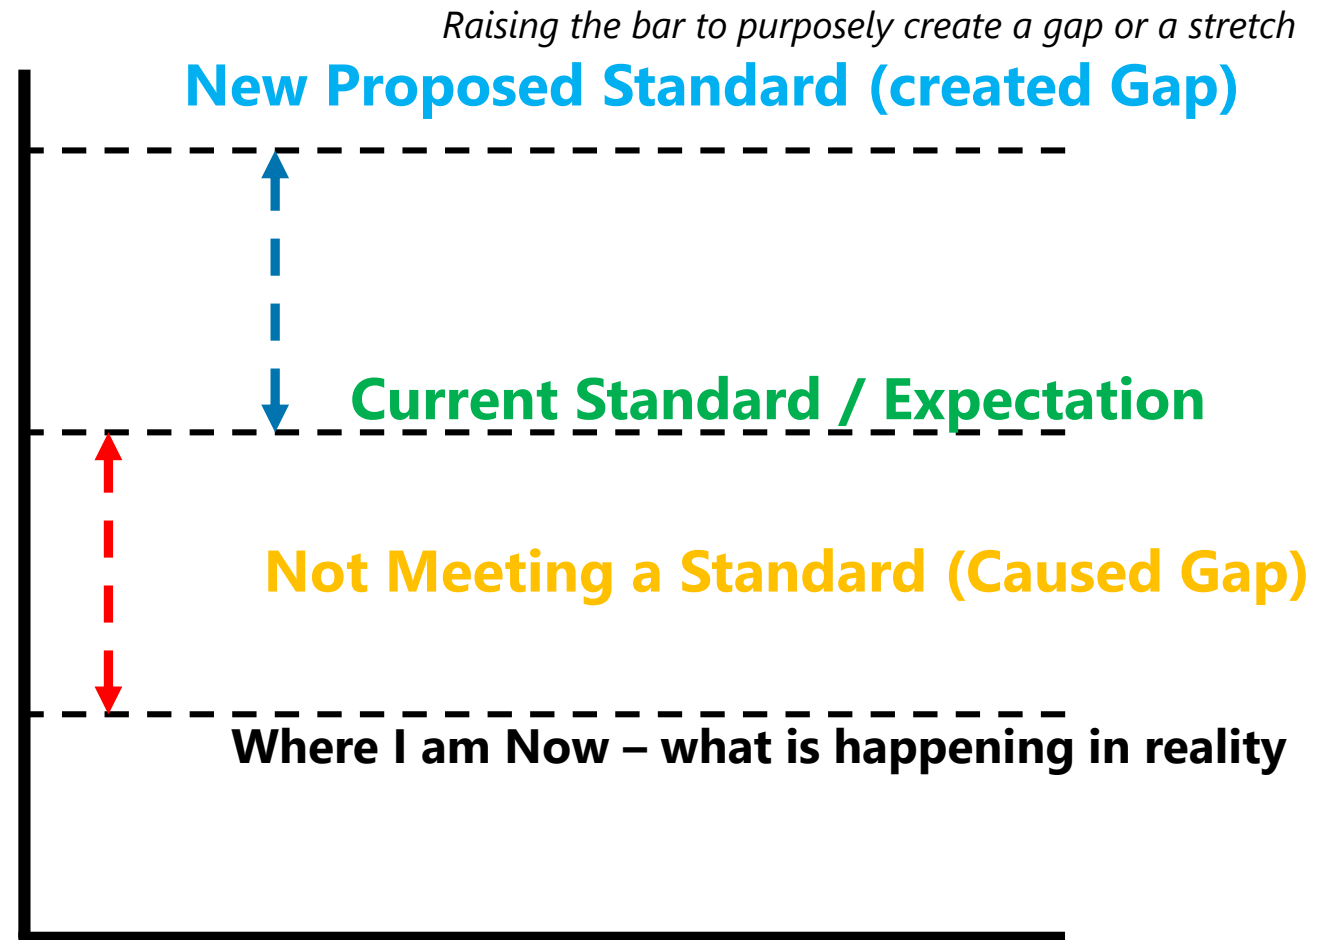 Raising the bar to purposely create a gap or a stretch
New Proposed Standard (created Gap)
Current Standard / Expectation
Not Meeting a Standard (Caused Gap)
Where I am Now – what is happening in reality